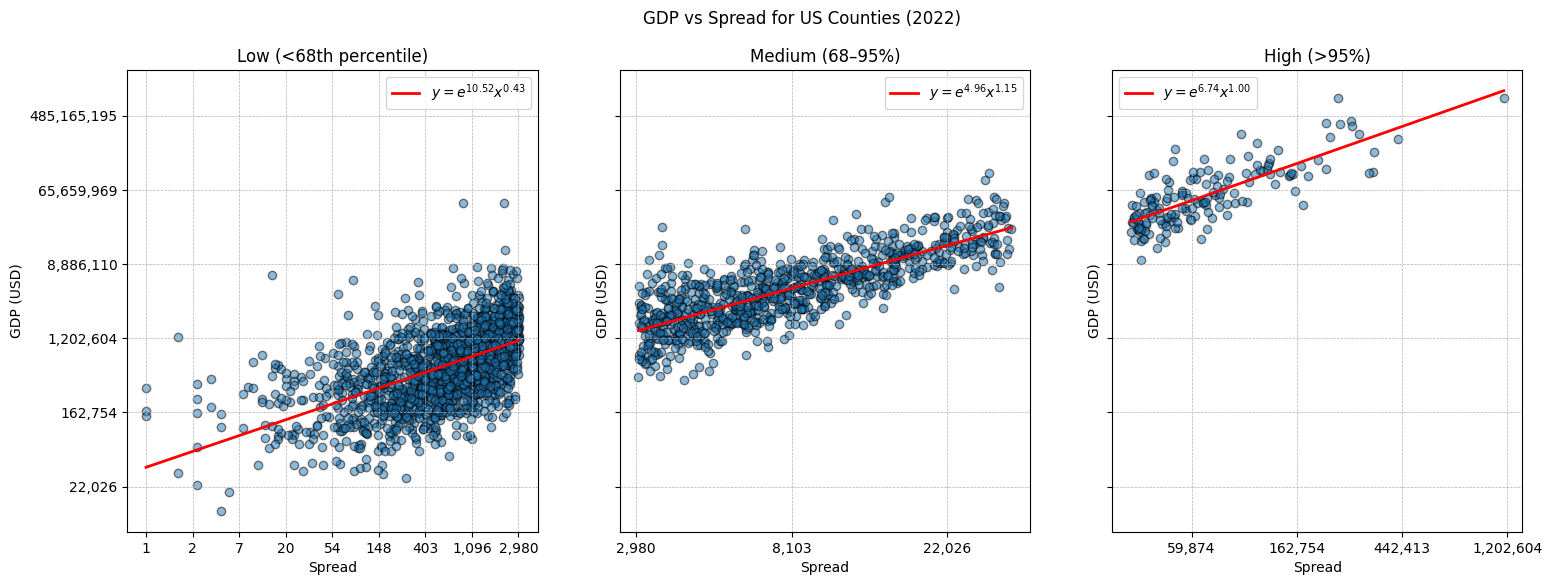 GDP vs Spread for US Counties (2022)
Low (<68th percentile)
y = e^{10.52}x^{0.43}
GDP (USD)
485,165,195
65,659,969
8,886,110
1,202,604
162,754
22,026
1 2 7 20 54 148 403 1,096 2,980
Spread
Medium (68–95%)
y = e^{4.96}x^{1.15}
GDP (USD)
2,980 8,103 22,026
Spread
High (>95%)
y = e^{6.74}x^{1.00}
GDP (USD)
59,874 162,754 442,413 1,202,604
Spread